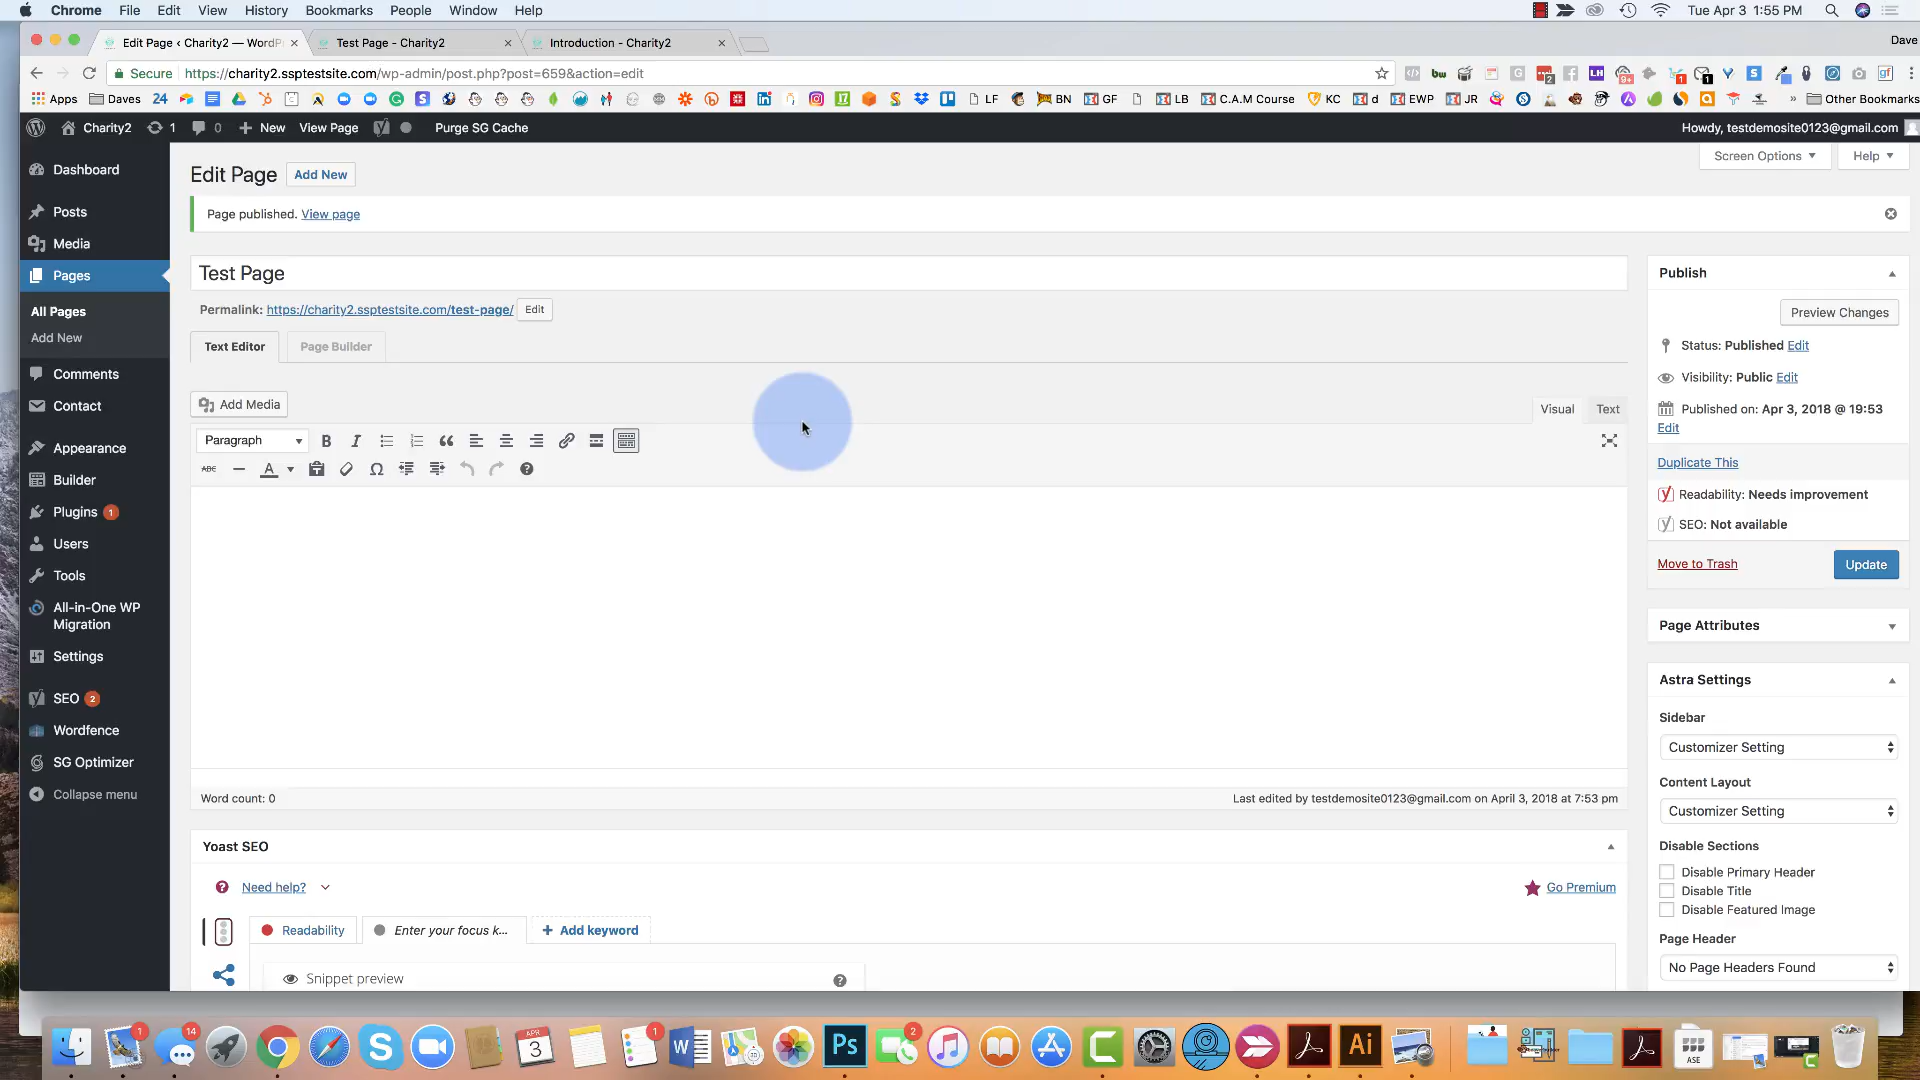 Chrome File Edit View History Bookmarks People Window Help Tue Apr 3 1:55 PM
Edit Page ‹ Charity2 — WordP Test Page - Charity2 Introduction - Charity2 Dave
Secure https://charity2.ssptestsite.com/wp-admin/post.php?post=659&action=edit
Apps Daves 24 LF BN GF LB C.A.M Course KC d EWP JR » Other Bookmarks
Charity2 1 0 + New View Page Purge SG Cache Howdy, testdemosite0123@gmail.com
Screen Options Help
Dashboard
Posts
Media
Pages
All Pages
Add New
Comments
Contact
Appearance
Builder
Plugins 1
Users
Tools
All-in-One WP
Migration
Settings
SEO 2
Wordfence
SG Optimizer
Collapse menu
Edit Page Add New
Page published. View page
Test Page
Permalink: https://charity2.ssptestsite.com/test-page/ Edit
Text Editor Page Builder
Add Media Visual Text
Paragraph B I
ABC A Ω
Word count: 0 Last edited by testdemosite0123@gmail.com on April 3, 2018 at 7:53 pm
Yoast SEO
Need help? Go Premium
Readability Enter your focus k... + Add keyword
Snippet preview
Publish
Preview Changes
Status: Published Edit
Visibility: Public Edit
Published on: Apr 3, 2018 @ 19:53
Edit
Duplicate This
Readability: Needs improvement
SEO: Not available
Move to Trash Update
Page Attributes
Astra Settings
Sidebar
Customizer Setting
Content Layout
Customizer Setting
Disable Sections
Disable Primary Header
Disable Title
Disable Featured Image
Page Header
No Page Headers Found
1 14 APR 3 1 W Ps 2 Ai ASE